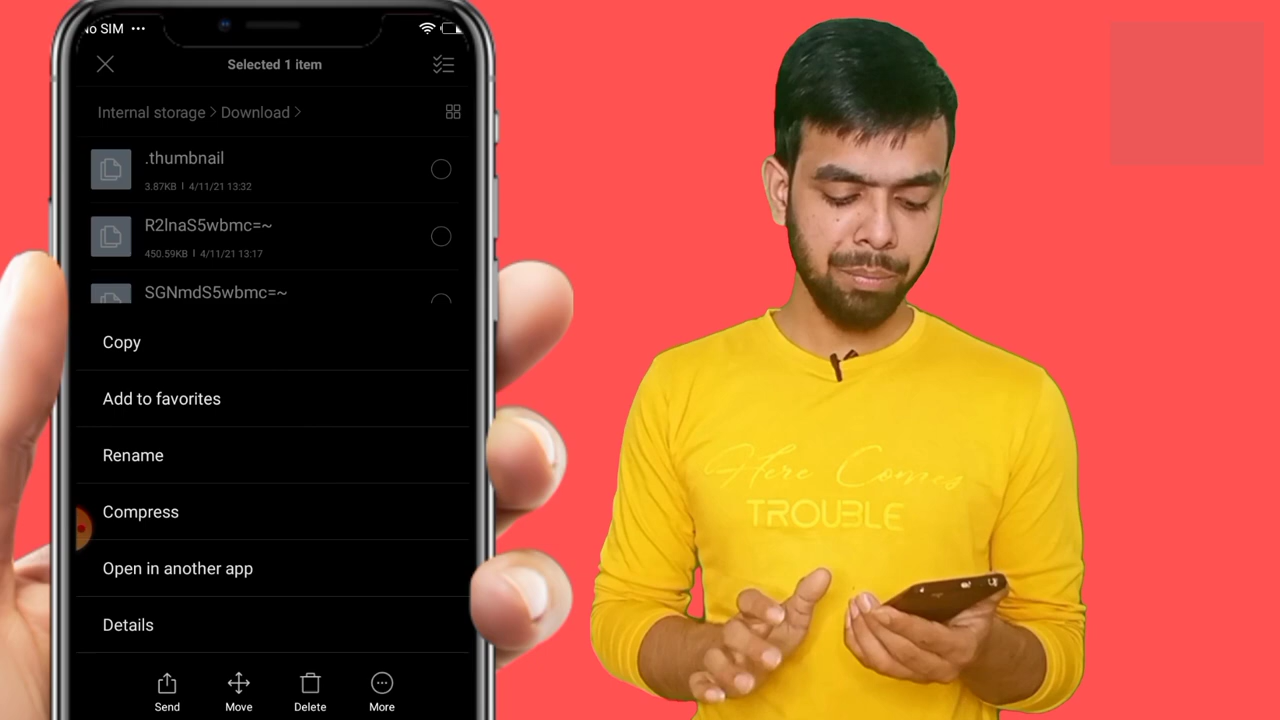 No SIM
Selected 1 item
Internal storage > Download >
.thumbnail
3.87KB | 4/11/21 13:32
R2lnaS5wbmc=~
450.59KB | 4/11/21 13:17
SGNmdS5wbmc=~
Copy
Add to favorites
Rename
Compress
Open in another app
Details
Send Move Delete More
Here Comes
TROUBLE